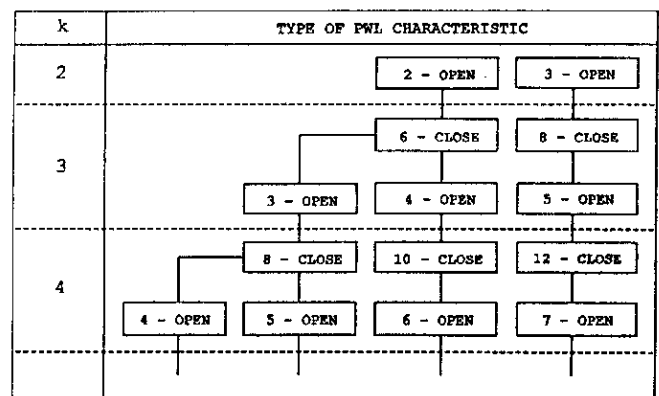 k TYPE OF PWL CHARACTERISTIC
2 2 - OPEN 3 - OPEN
6 - CLOSE 8 - CLOSE
3
3 - OPEN 4 - OPEN 5 - OPEN
8 - CLOSE 10 - CLOSE 12 - CLOSE
4
4 - OPEN 5 - OPEN 6 - OPEN 7 - OPEN